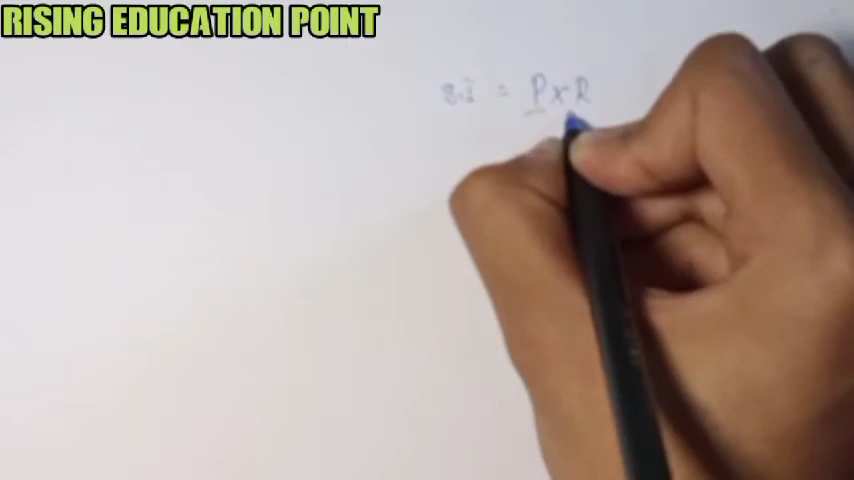 RISING EDUCATION POINT
S.I = P x R